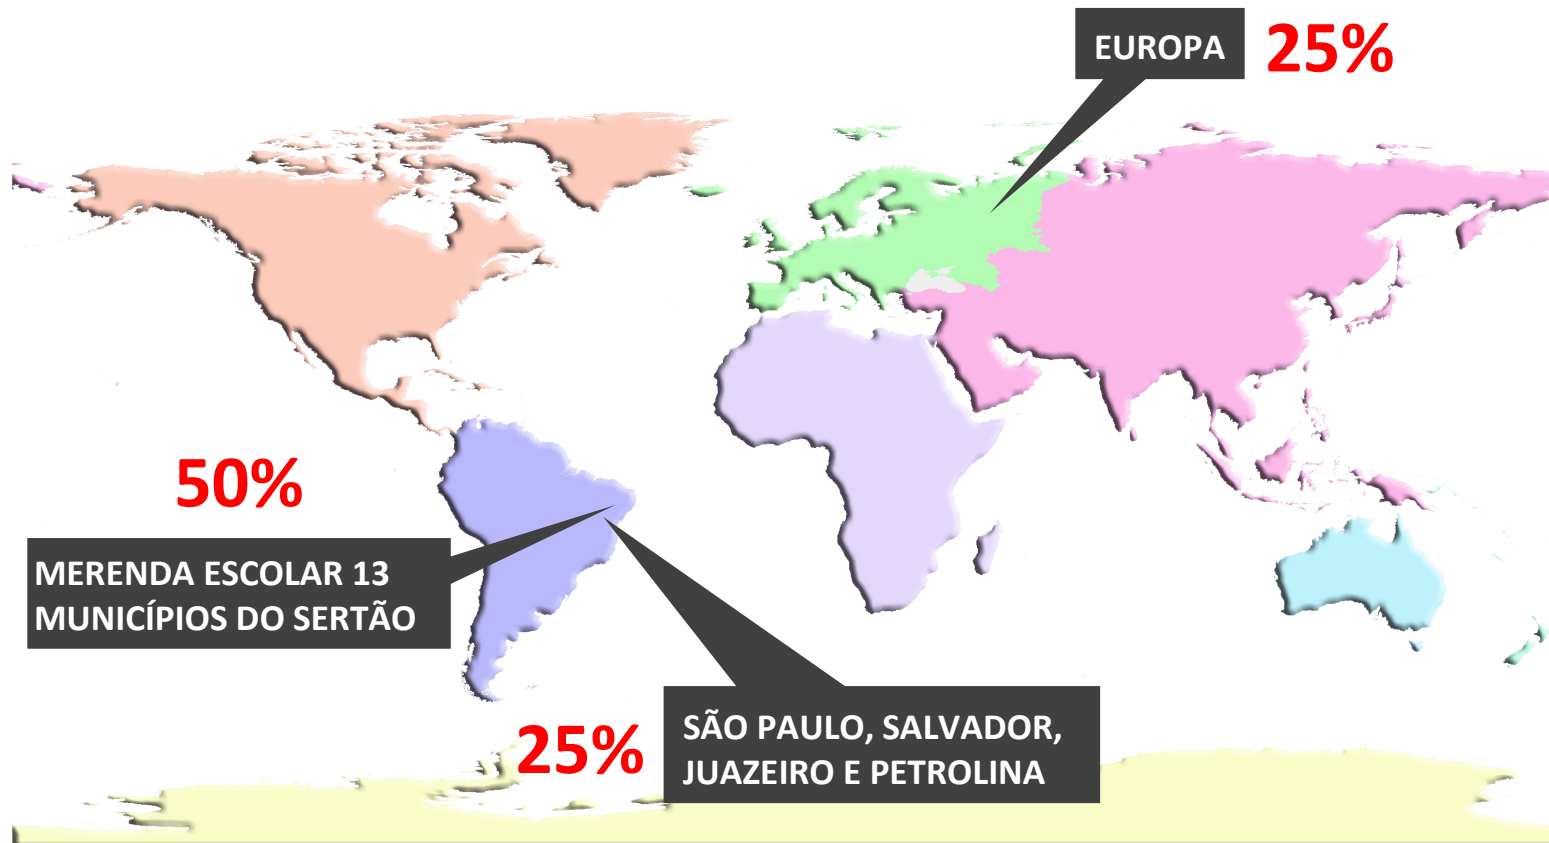 EUROPA
25%
50%
MERENDA ESCOLAR 13
MUNICÍPIOS DO SERTÃO
25%
SÃO PAULO, SALVADOR,
JUAZEIRO E PETROLINA